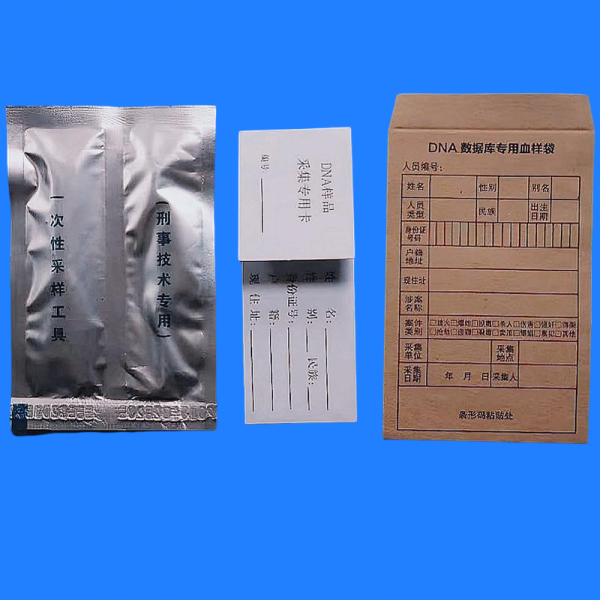 一次性采样工具
(刑事技术专用)
DNA样品
采集专用卡
编号
姓 名:
性 别: 民族:
身份证号:
户 籍:
现 住 址:
DNA 数据库专用血样袋
人员编号:
姓名 性别 别名
人员类型 民族 出生日期
身份证号码
户籍地址
现住址
涉案名称
案件类别
采集单位 采集地点
采集日期 年 月 日 采集人
条形码粘贴处